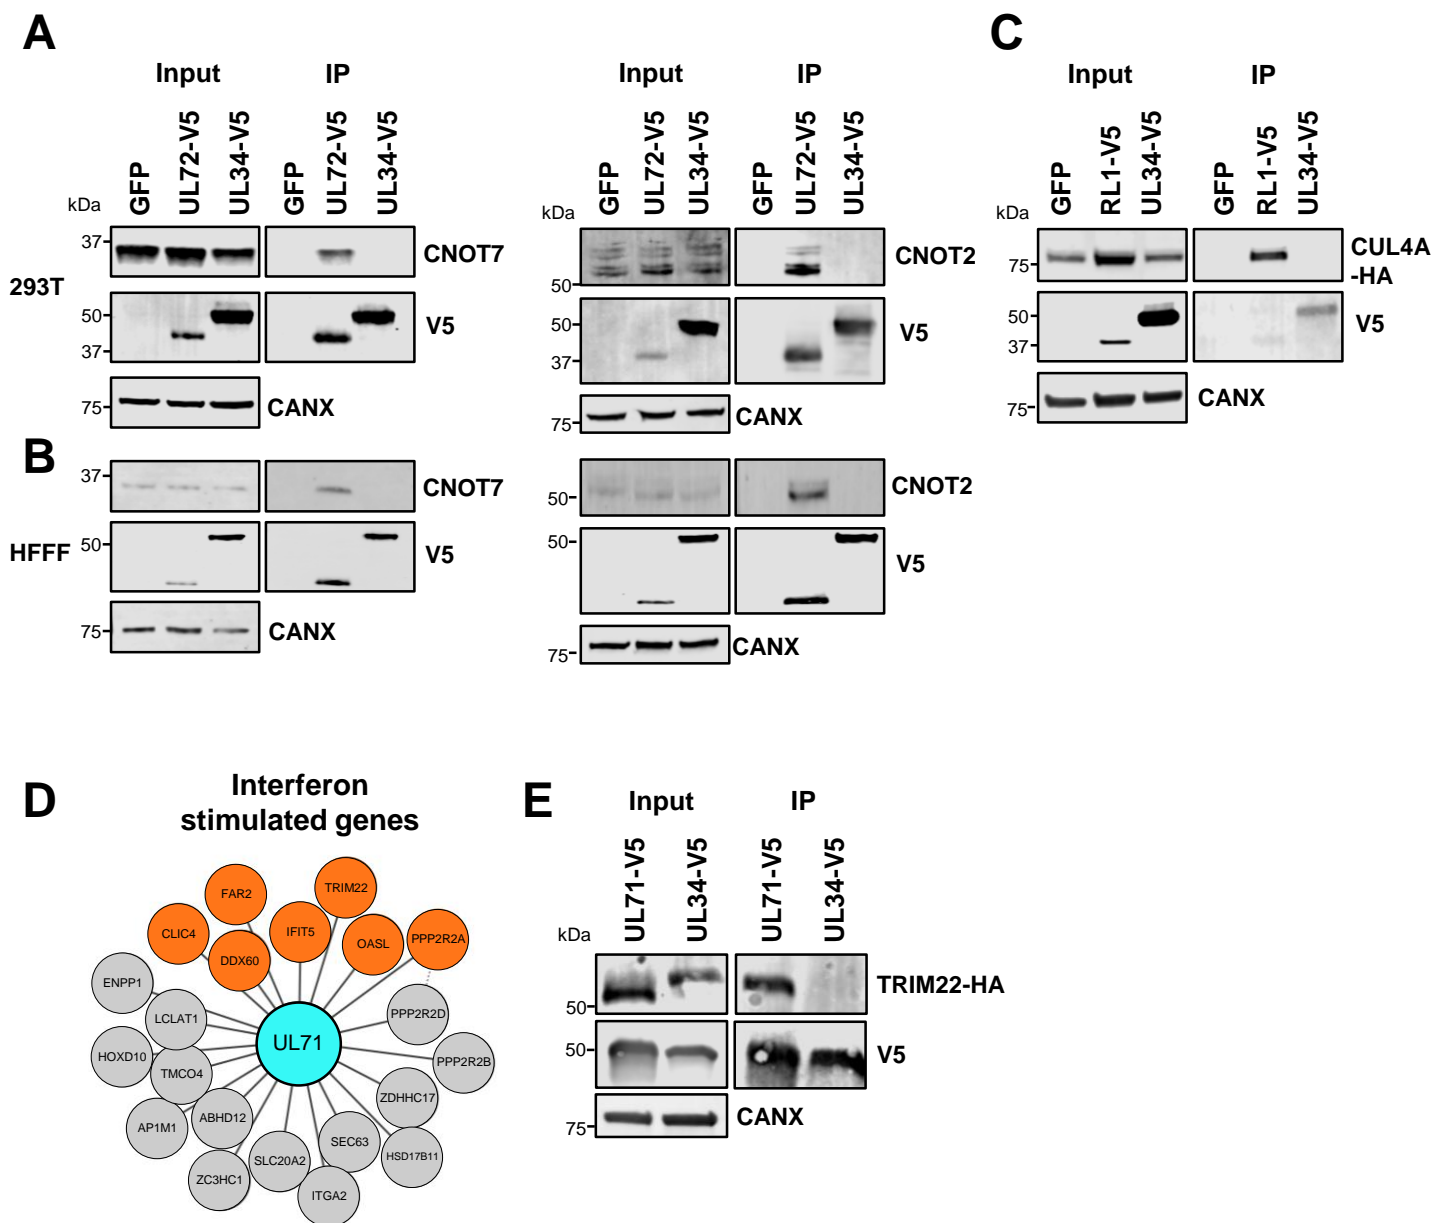 A
Input
IP
GFP
UL72-V5
UL34-V5
GFP
UL72-V5
UL34-V5
kDa
293T
37
CNOT7
50
37
V5
75
CANX
Input
IP
GFP
UL72-V5
UL34-V5
GFP
UL72-V5
UL34-V5
kDa
50
CNOT2
50
37
V5
75
CANX
C
Input
IP
GFP
RL1-V5
UL34-V5
GFP
RL1-V5
UL34-V5
kDa
75
CUL4A
-HA
50
37
V5
75
CANX
B
HFFF
37
CNOT7
50
V5
75
CANX
50
CNOT2
50
V5
75
CANX
D
Interferon
stimulated genes
FAR2
TRIM22
CLIC4
IFIT5
OASL
PPP2R2A
DDX60
ENPP1
LCLAT1
PPP2R2D
UL71
HOXD10
TMCO4
PPP2R2B
ZDHHC17
AP1M1
ABHD12
SEC63
HSD17B11
SLC20A2
ZC3HC1
ITGA2
E
Input
IP
UL71-V5
UL34-V5
UL71-V5
UL34-V5
kDa
50
TRIM22-HA
50
V5
75
CANX